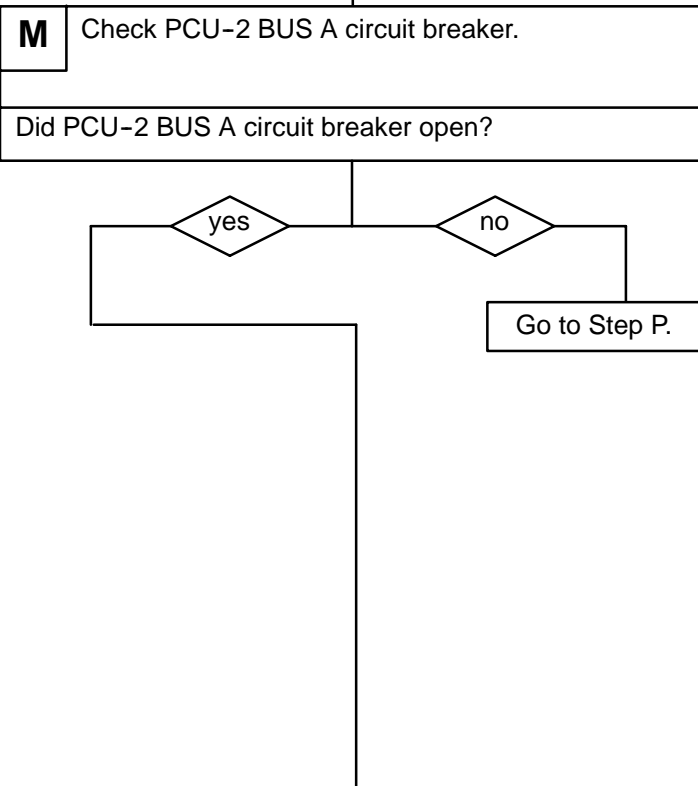 M Check PCU-2 BUS A circuit breaker.
Did PCU-2 BUS A circuit breaker open?
yes no
Go to Step P.